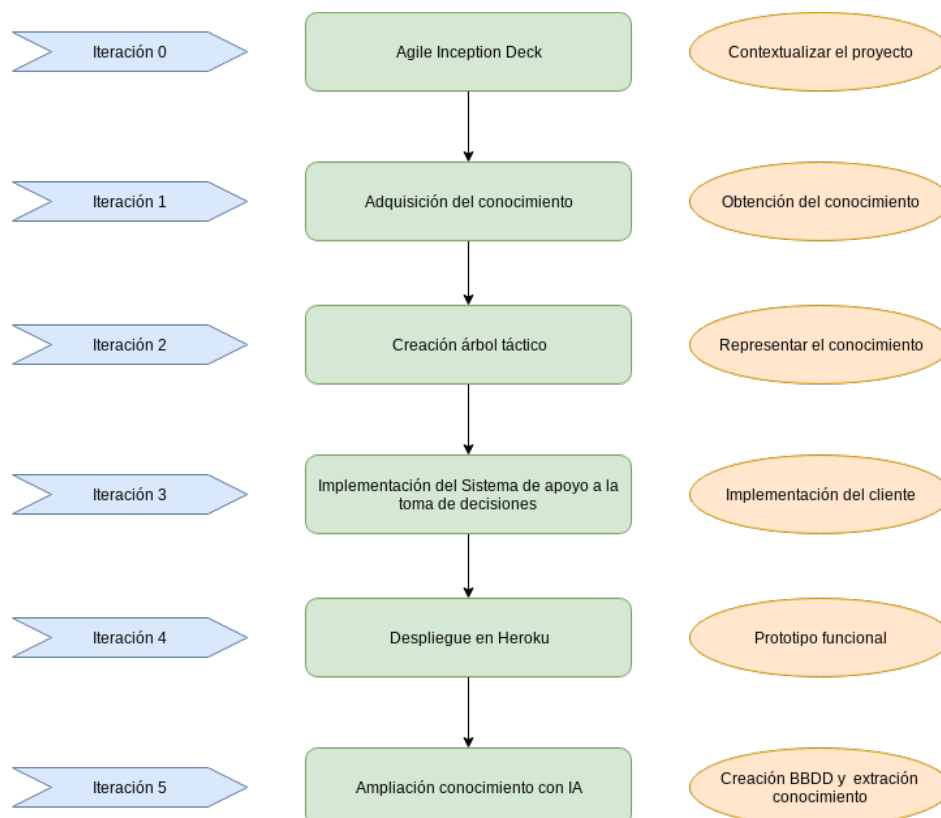 Iteración 0
Agile Inception Deck
Contextualizar el proyecto
Iteración 1
Adquisición del conocimiento
Obtención del conocimiento
Iteración 2
Creación árbol táctico
Representar el conocimiento
Iteración 3
Implementación del Sistema de apoyo a la
toma de decisiones
Implementación del cliente
Iteración 4
Despliegue en Heroku
Prototipo funcional
Iteración 5
Ampliación conocimiento con IA
Creación BBDD y extracción
conocimiento